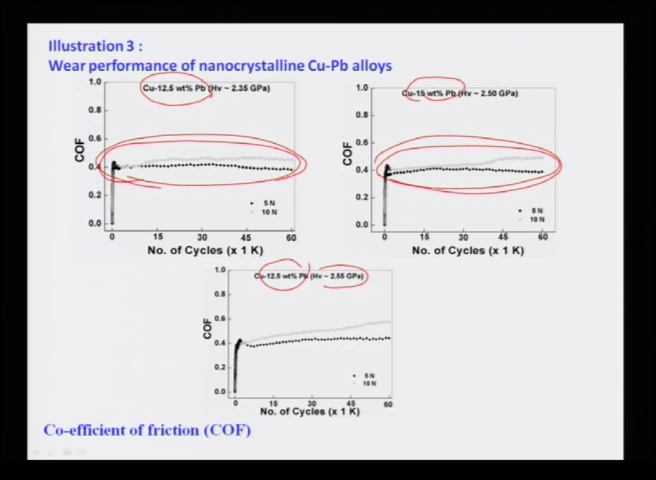 Illustration 3 :
Wear performance of nanocrystalline Cu-Pb alloys
1.0
Cu-12.5 wt% Pb (Hv ~ 2.35 GPa)
0.8
0.6
COF
0.4
0.2
0.0
5 N
10 N
0 15 30 45 60
No. of Cycles (x 1 K)
1.0
Cu-15 wt% Pb (Hv ~ 2.50 GPa)
0.8
0.6
COF
0.4
0.2
0.0
5 N
10 N
0 15 30 45 60
No. of Cycles (x 1 K)
1.0
Cu-12.5 wt% Pb (Hv ~ 2.55 GPa)
0.8
0.6
COF
0.4
0.2
0.0
5 N
10 N
0 15 30 45 60
No. of Cycles (x 1 K)
Co-efficient of friction (COF)